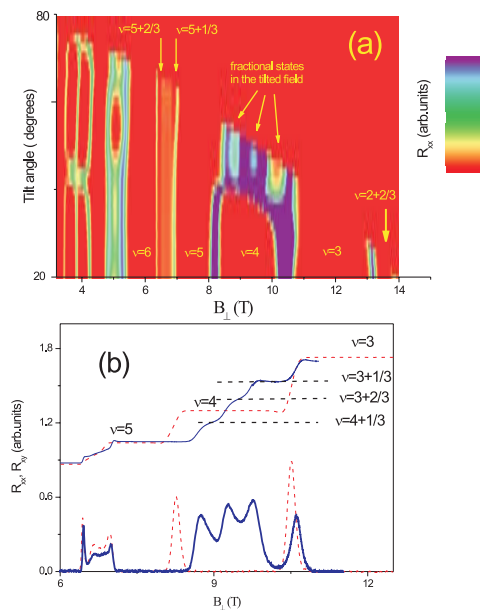 ν=5+2/3 ν=5+1/3
(a)
fractional states
in the tilted field
ν=2+2/3
ν=6 ν=5 ν=4 ν=3
80
20
Tilt angle ( degrees)
4 6 8 10 12 14
B⊥(T)
Rxx (arb.units)
(b)
ν=3
ν=3+1/3
ν=3+2/3
ν=4+1/3
ν=4
ν=5
1.8
1.2
0.6
0.0
Rxx, Rxy (arb.units)
6 9 12
B⊥(T)